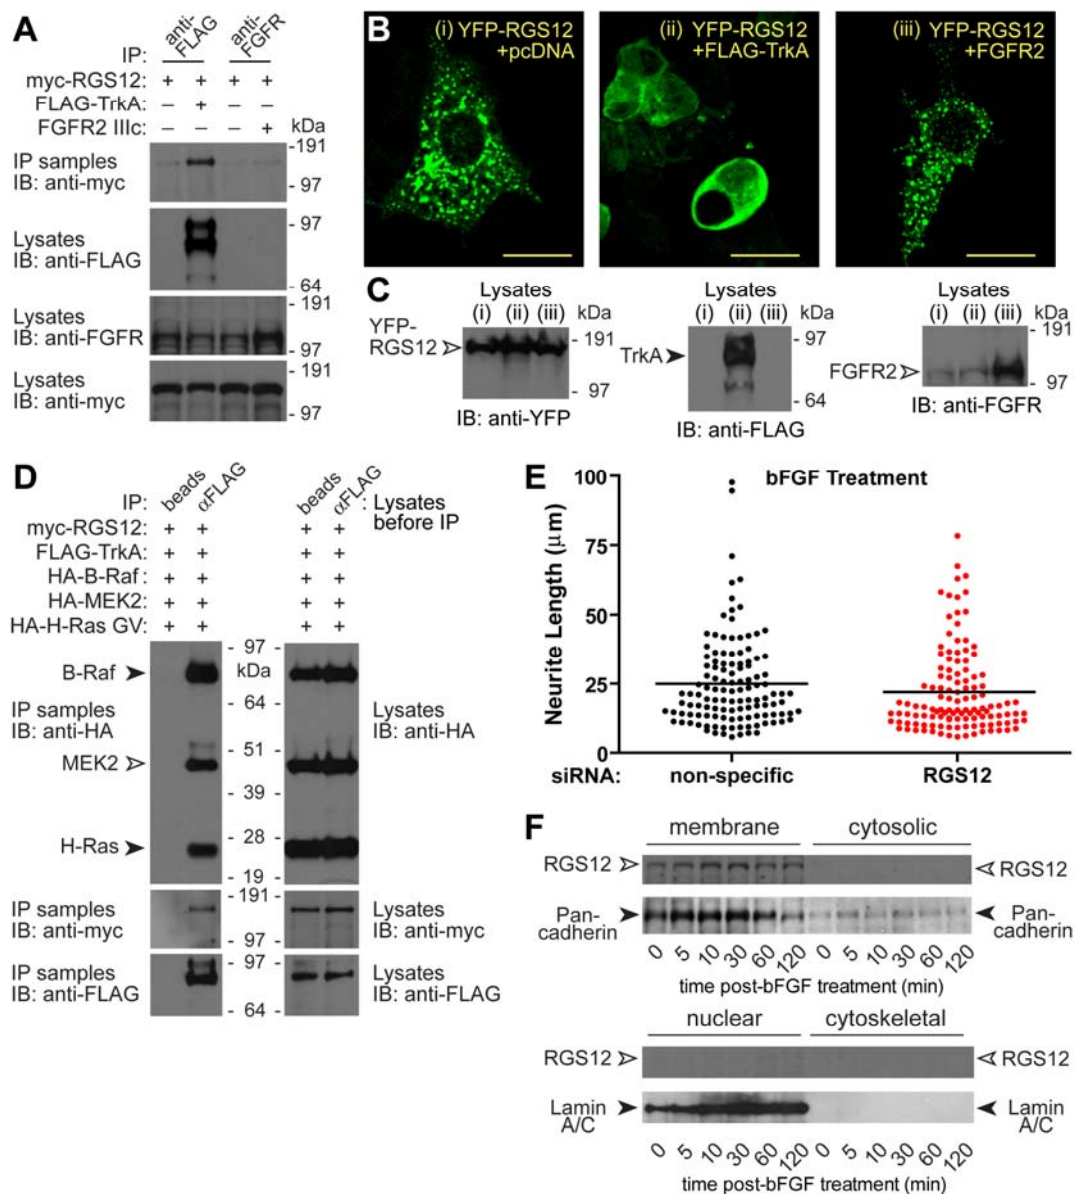 A
anti-
FLAG
anti-
FGFR
IP:
myc-RGS12: + + + +
FLAG-TrkA: – + – –
FGFR2 IIIc: – – – + kDa
IP samples
IB: anti-myc
-191
- 97
Lysates
IB: anti-FLAG
- 97
- 64
Lysates
IB: anti-FGFR
- 191
- 97
Lysates
IB: anti-myc
- 191
- 97
B
(i) YFP-RGS12
+pcDNA
(ii) YFP-RGS12
+FLAG-TrkA
(iii) YFP-RGS12
+FGFR2
C
Lysates
(i) (ii) (iii) kDa
YFP-
RGS12
- 191
- 97
IB: anti-YFP
Lysates
(i) (ii) (iii) kDa
TrkA
- 97
- 64
IB: anti-FLAG
Lysates
(i) (ii) (iii) kDa
FGFR2
- 191
- 97
IB: anti-FGFR
D
IP: beads αFLAG beads αFLAG : Lysates
before IP
myc-RGS12: + + + +
FLAG-TrkA: + + + +
HA-B-Raf : + + + +
HA-MEK2: + + + +
HA-H-Ras GV: + + + +
B-Raf
IP samples
IB: anti-HA
MEK2
H-Ras
- 97 -
kDa
- 64 -
- 51 -
- 39 -
- 28 -
- 19 -
Lysates
IB: anti-HA
IP samples
IB: anti-myc
- 191 -
- 97 -
Lysates
IB: anti-myc
IP samples
IB: anti-FLAG
- 97 -
- 64 -
Lysates
IB: anti-FLAG
E
bFGF Treatment
Neurite Length (μm)
100
75
50
25
0
siRNA: non-specific RGS12
F
membrane cytosolic
RGS12 RGS12
Pan-
cadherin
Pan-
cadherin
0 5 10 30 60 120 0 5 10 30 60 120
time post-bFGF treatment (min)
nuclear cytoskeletal
RGS12 RGS12
Lamin
A/C
Lamin
A/C
0 5 10 30 60 120 0 5 10 30 60 120
time post-bFGF treatment (min)